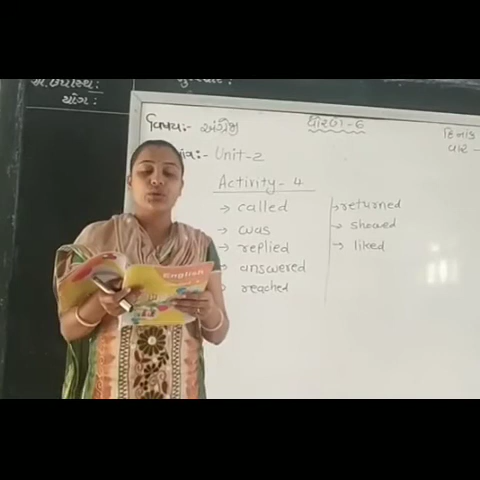 વિષય:- અંગ્રેજી
ધોરણ-6
Unit-2
વાર -
Activity - 4
→ called
→ was
→ replied
→ answered
reached
→ returned
→ showed
→ liked
English
યોગ: